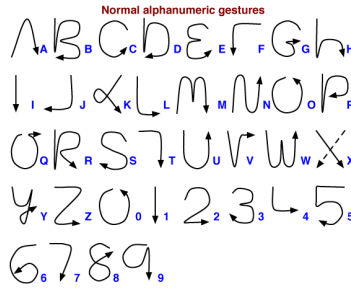 Normal alphanumeric gestures
A B C D E F G H
I J K L M N O P
Q R S T U V W X
Y Z 0 1 2 3 4 5
6 7 8 9